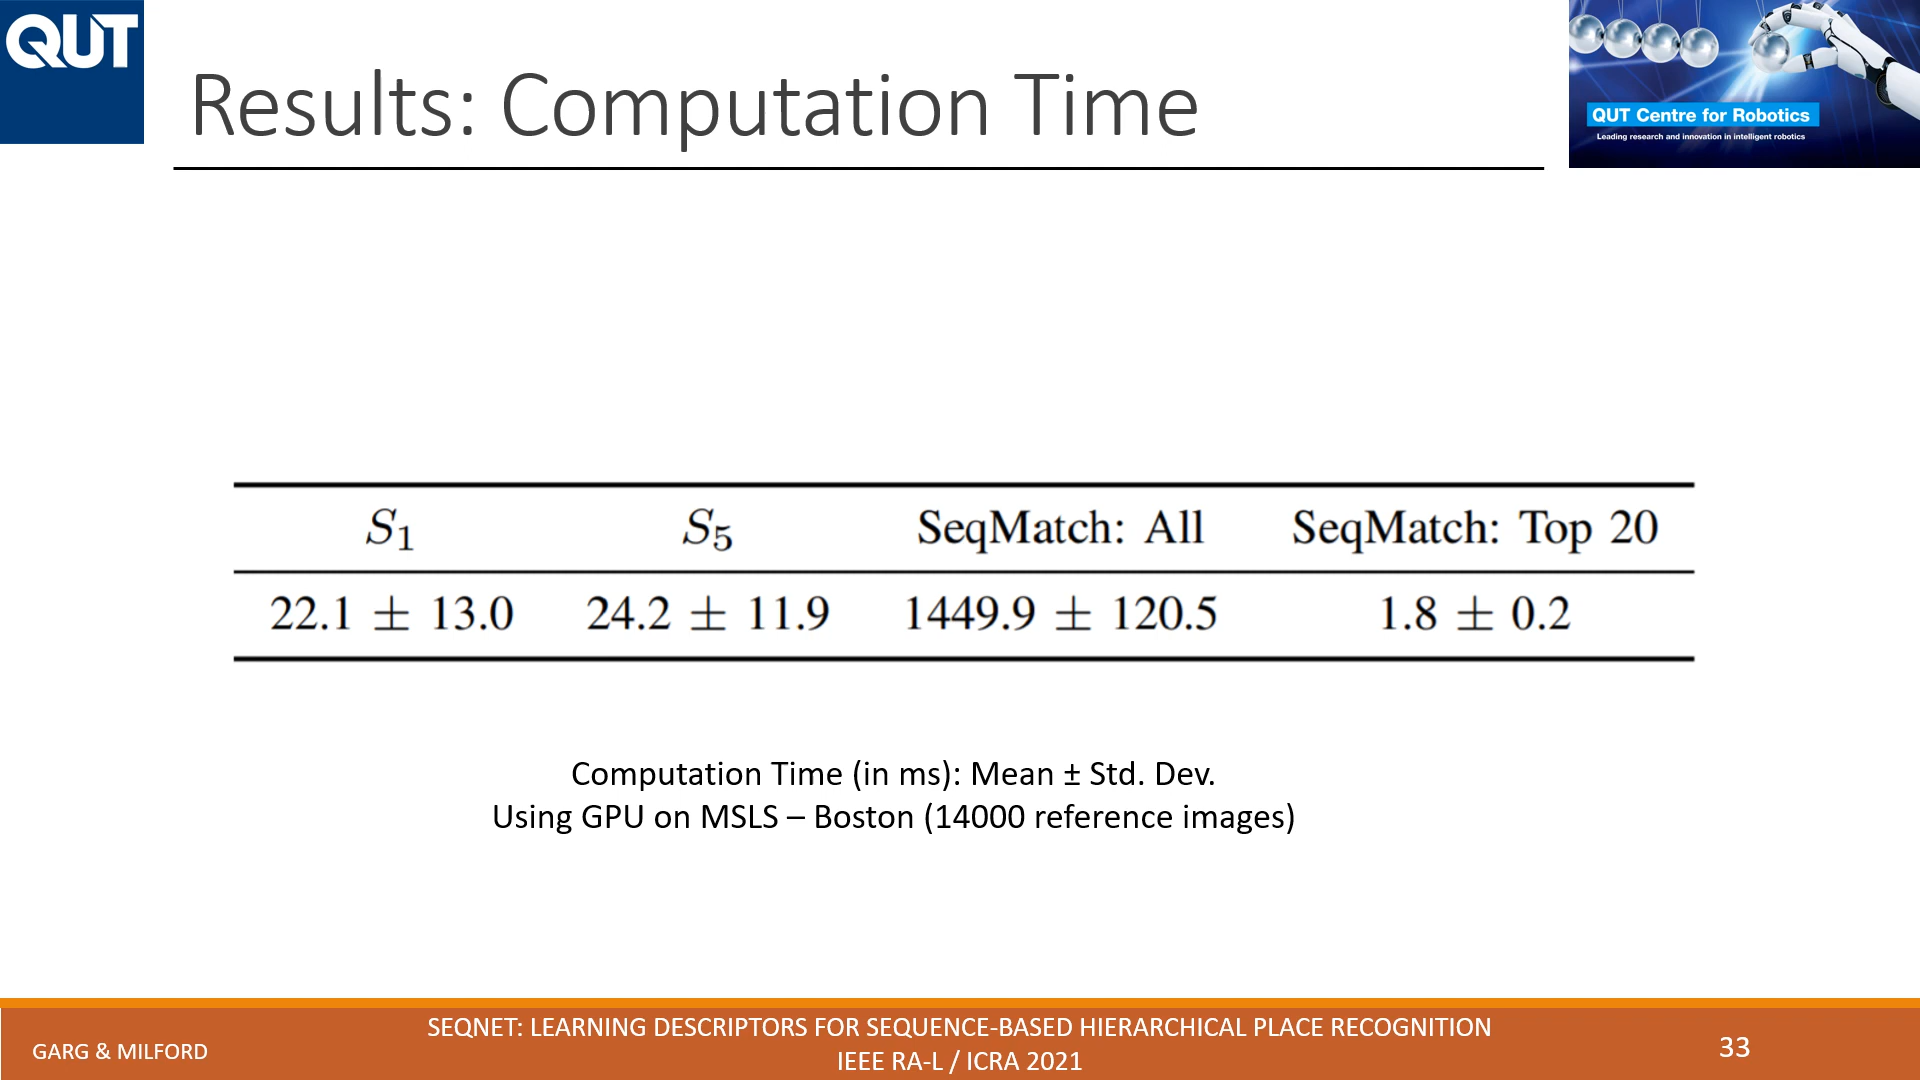 QUT
Results: Computation Time
QUT Centre for Robotics
Leading research and innovation in intelligent robotics
S₁ S₅ SeqMatch: All SeqMatch: Top 20
22.1 ± 13.0 24.2 ± 11.9 1449.9 ± 120.5 1.8 ± 0.2
Computation Time (in ms): Mean ± Std. Dev.
Using GPU on MSLS – Boston (14000 reference images)
GARG & MILFORD
SEQNET: LEARNING DESCRIPTORS FOR SEQUENCE-BASED HIERARCHICAL PLACE RECOGNITION
IEEE RA-L / ICRA 2021
33